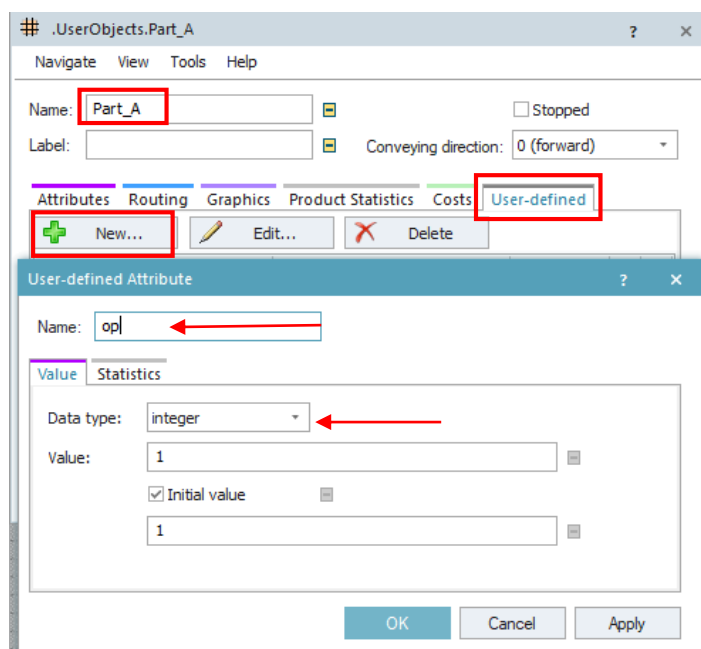 .UserObjects.Part_A ? ×
Navigate View Tools Help
Name: Part_A Stopped
Label: Conveying direction: 0 (forward)
Attributes Routing Graphics Product Statistics Costs User-defined
New... Edit... Delete
User-defined Attribute ? ×
Name: op
Value Statistics
Data type: integer
Value: 1
Initial value
1
OK Cancel Apply